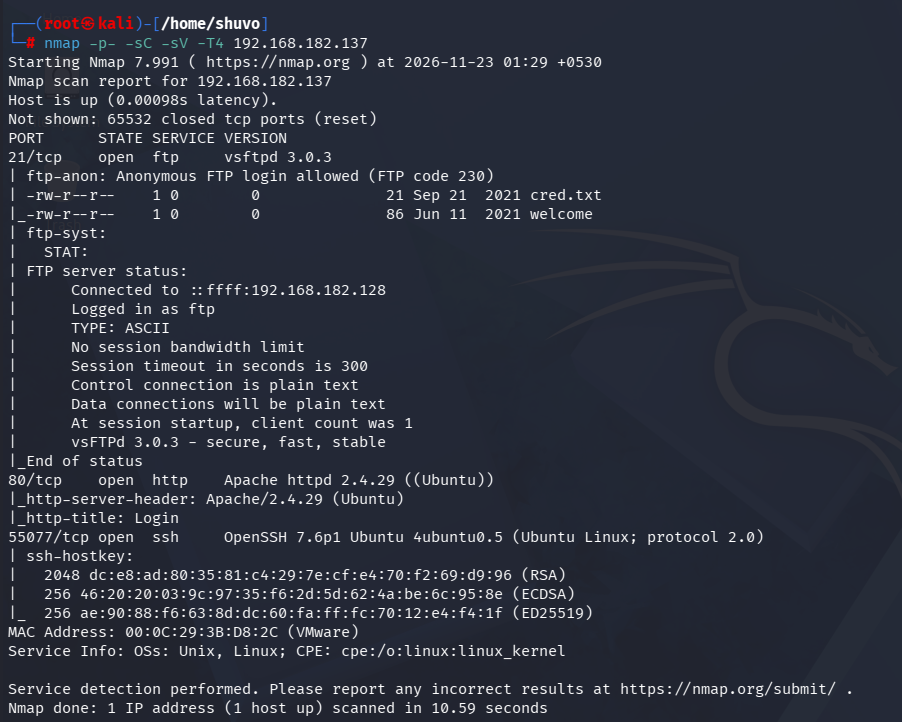 ┌──(root㉿kali)-[/home/shuvo]
└─# nmap -p- -sC -sV -T4 192.168.182.137
Starting Nmap 7.991 ( https://nmap.org ) at 2026-11-23 01:29 +0530
Nmap scan report for 192.168.182.137
Host is up (0.00098s latency).
Not shown: 65532 closed tcp ports (reset)
PORT      STATE SERVICE VERSION
21/tcp    open  ftp     vsftpd 3.0.3
| ftp-anon: Anonymous FTP login allowed (FTP code 230)
| -rw-r--r--    1 0        0              21 Sep 21  2021 cred.txt
|_-rw-r--r--    1 0        0              86 Jun 11  2021 welcome
| ftp-syst:
|   STAT:
| FTP server status:
|      Connected to ::ffff:192.168.182.128
|      Logged in as ftp
|      TYPE: ASCII
|      No session bandwidth limit
|      Session timeout in seconds is 300
|      Control connection is plain text
|      Data connections will be plain text
|      At session startup, client count was 1
|      vsFTPd 3.0.3 - secure, fast, stable
|_End of status
80/tcp    open  http    Apache httpd 2.4.29 ((Ubuntu))
|_http-server-header: Apache/2.4.29 (Ubuntu)
|_http-title: Login
55077/tcp open  ssh     OpenSSH 7.6p1 Ubuntu 4ubuntu0.5 (Ubuntu Linux; protocol 2.0)
| ssh-hostkey:
|   2048 dc:e8:ad:80:35:81:c4:29:7e:cf:e4:70:f2:69:d9:96 (RSA)
|   256 46:20:20:03:9c:97:35:f6:2d:5d:62:4a:be:6c:95:8e (ECDSA)
|_  256 ae:90:88:f6:63:8d:dc:60:fa:ff:fc:70:12:e4:f4:1f (ED25519)
MAC Address: 00:0C:29:3B:D8:2C (VMware)
Service Info: OSs: Unix, Linux; CPE: cpe:/o:linux:linux_kernel

Service detection performed. Please report any incorrect results at https://nmap.org/submit/ .
Nmap done: 1 IP address (1 host up) scanned in 10.59 seconds